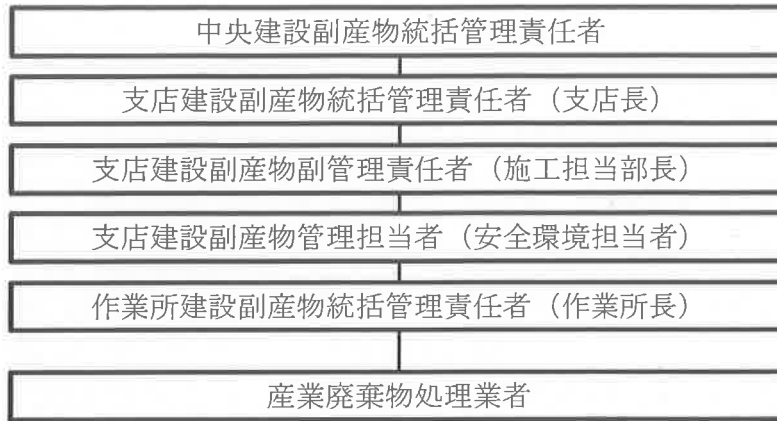 中央建設副産物統括管理責任者
支店建設副産物統括管理責任者（支店長）
支店建設副産物副管理責任者（施工担当部長）
支店建設副産物管理担当者（安全環境担当者）
作業所建設副産物統括管理責任者（作業所長）
産業廃棄物処理業者